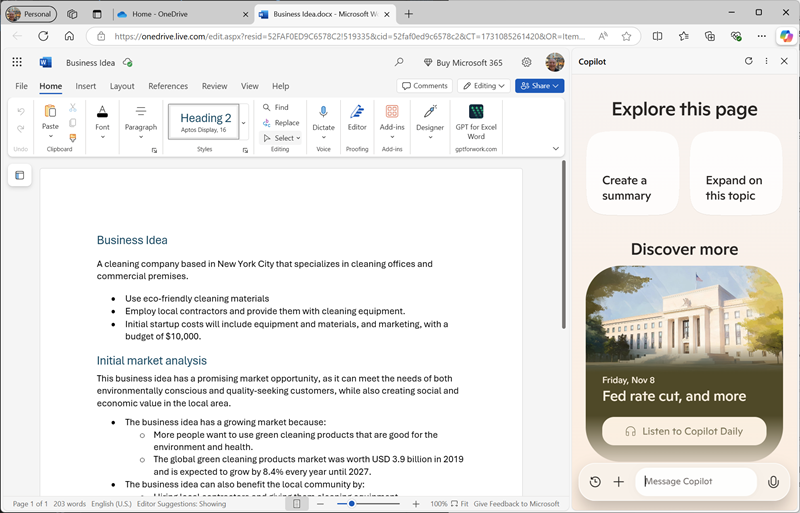 Personal
Home - OneDrive
Business Idea.docx - Microsoft W
https://onedrive.live.com/edit.aspx?resid=52FAF0ED9C6578C2!519335&cid=52faf0ed9c6578c2&CT=1731085261420&OR=Item...
Business Idea
Buy Microsoft 365
File Home Insert Layout References Review View Help
Comments
Editing
Share
Undo
Paste
Clipboard
Font
Paragraph
Heading 2
Aptos Display, 16
Styles
Find
Replace
Select
Editing
Dictate
Voice
Editor
Proofing
Add-ins
Add-ins
Designer
GPT for Excel
Word
gptforwork.com
Business Idea
A cleaning company based in New York City that specializes in cleaning offices and
commercial premises.
• Use eco-friendly cleaning materials
• Employ local contractors and provide them with cleaning equipment.
• Initial startup costs will include equipment and materials, and marketing, with a
budget of $10,000.
Initial market analysis
This business idea has a promising market opportunity, as it can meet the needs of both
environmentally conscious and quality-seeking customers, while also creating social and
economic value in the local area.
• The business idea has a growing market because:
o More people want to use green cleaning products that are good for the
environment and health.
o The global green cleaning products market was worth USD 3.9 billion in 2019
and is expected to grow by 8.4% every year until 2027.
• The business idea can also benefit the local community by:
o Hiring local contractors and giving them cleaning equipment
Page 1 of 1 203 words English (U.S.) Editor Suggestions: Showing
100% Fit Give Feedback to Microsoft
Copilot
Explore this page
Create a
summary
Expand on
this topic
Discover more
Friday, Nov 8
Fed rate cut, and more
Listen to Copilot Daily
Message Copilot